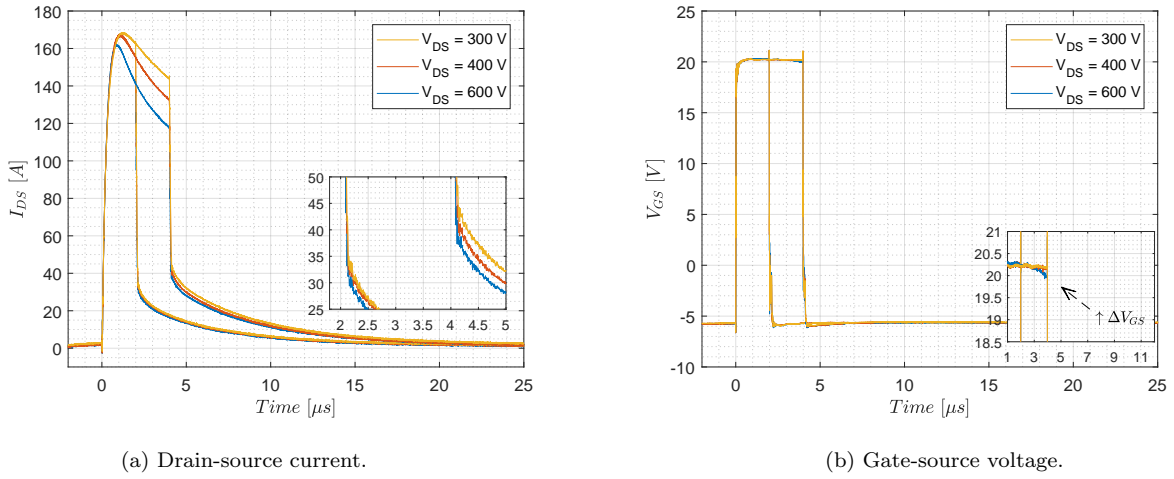 180
160
140
120
100
80
60
40
20
0
I_DS [A]
V_DS = 300 V
V_DS = 400 V
V_DS = 600 V
50
45
40
35
30
25
2 2.5 3 3.5 4 4.5 5
0 5 10 15 20 25
Time [μs]
(a) Drain-source current.
25
20
15
10
5
0
-5
-10
V_GS [V]
V_DS = 300 V
V_DS = 400 V
V_DS = 600 V
21
20.5
20
19.5
19
18.5
↑ ΔV_GS
1 3 5 7 9 11
0 5 10 15 20 25
Time [μs]
(b) Gate-source voltage.